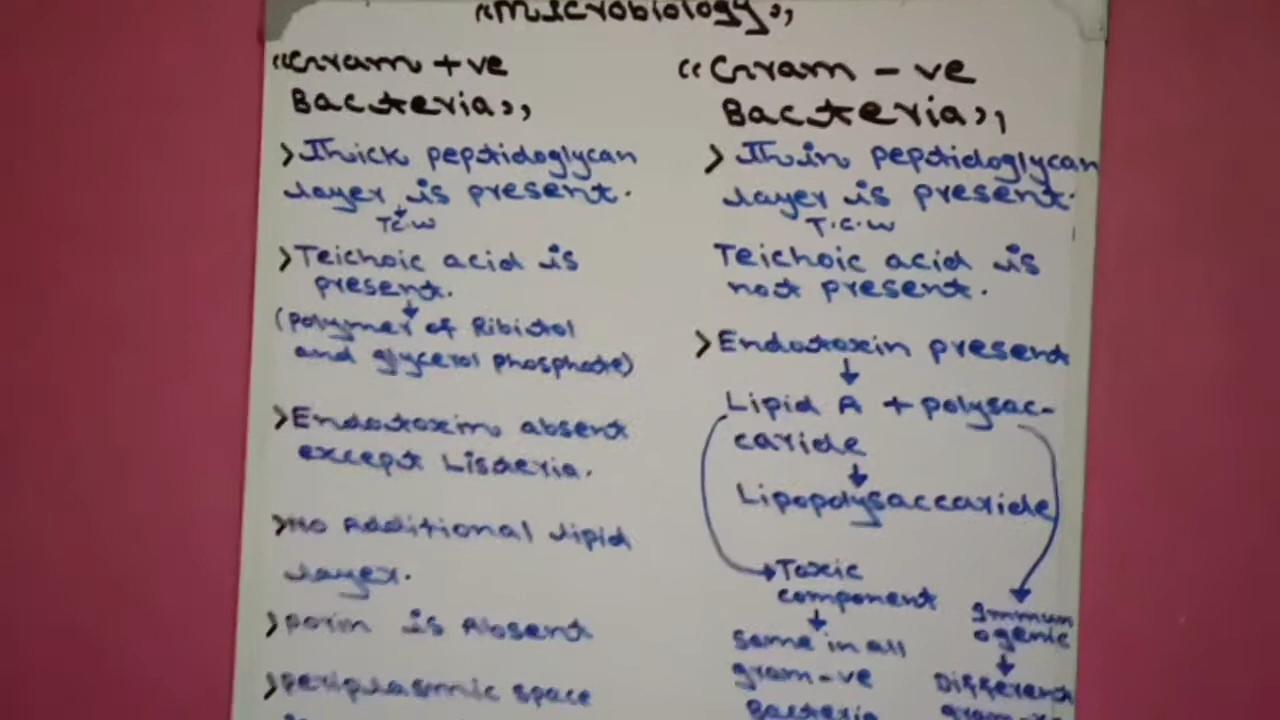 "Microbiology"
"Gram +ve
Bacteria"
> Thick peptidoglycan
layer is present.
T.C.W
> Teichoic acid is
present.
(polymer of Ribitol
and glycerol phosphate)
> Endotoxin absent
except Listeria.
> No Additional lipid
layer.
> porin is Absent
> periplasmic space
"Gram -ve
Bacteria"
> Thin peptidoglycan
layer is present.
T.C.W
Teichoic acid is
not present.
> Endotoxin present
Lipid A + polysac-
caride
Lipopolysaccaride
Toxic
component
Same in all
gram-ve
Bacteria
Immun
ogenic
Different
gram-ve